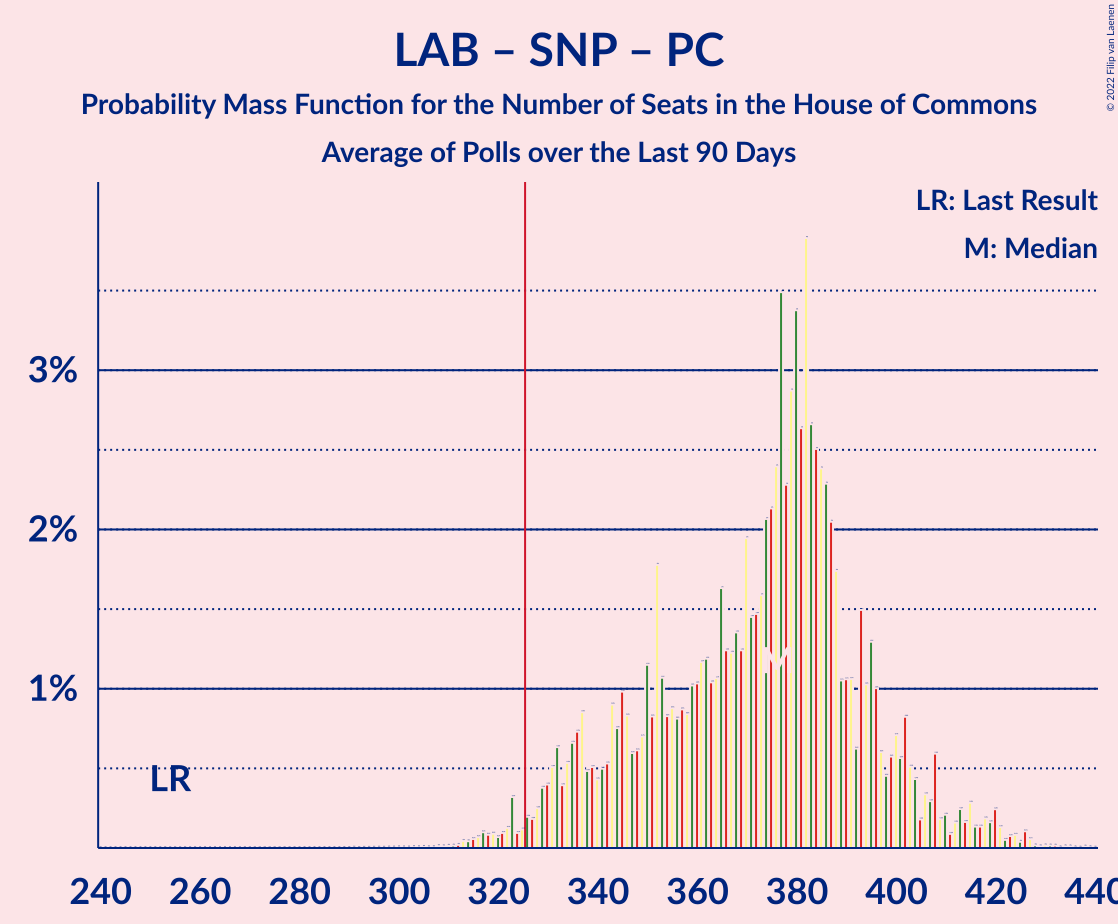 LAB – SNP – PC
Probability Mass Function for the Number of Seats in the House of Commons
Average of Polls over the Last 90 Days
© 2022 Filip van Laenen
LR: Last Result
M: Median
3%
2%
1%
M
LR
240 260 280 300 320 340 360 380 400 420 440